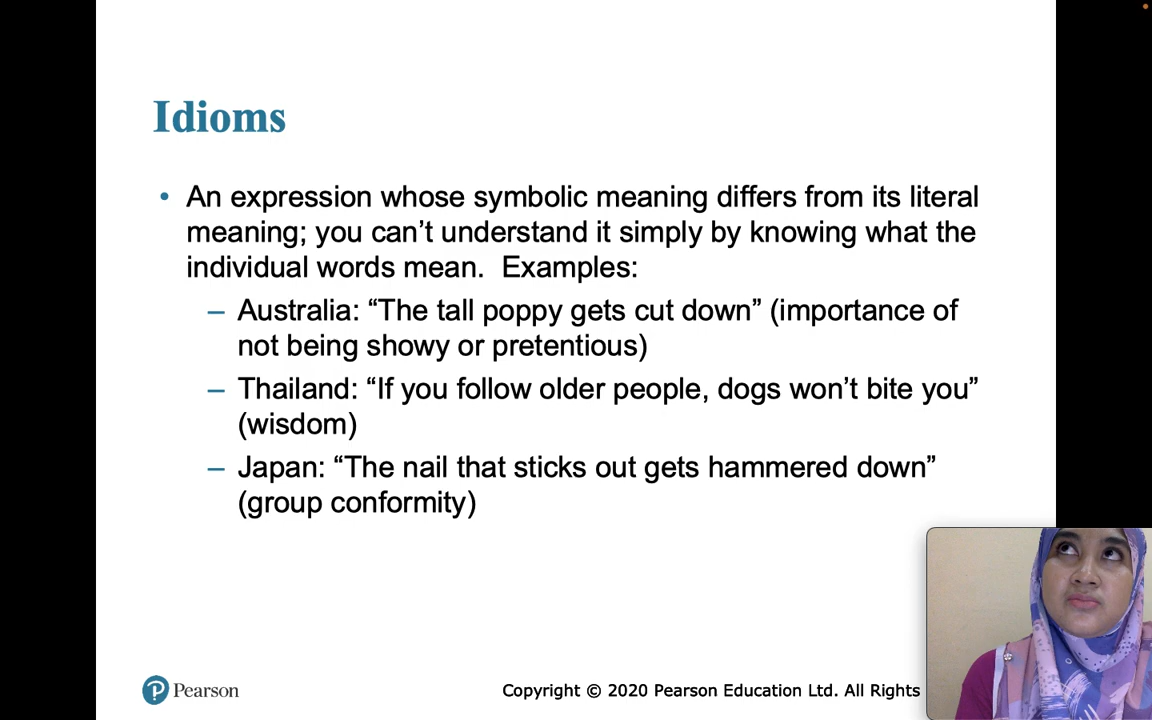 Idioms
• An expression whose symbolic meaning differs from its literal
meaning; you can’t understand it simply by knowing what the
individual words mean.  Examples:
– Australia: “The tall poppy gets cut down” (importance of
not being showy or pretentious)
– Thailand: “If you follow older people, dogs won’t bite you”
(wisdom)
– Japan: “The nail that sticks out gets hammered down”
(group conformity)
P Pearson
Copyright © 2020 Pearson Education Ltd. All Rights